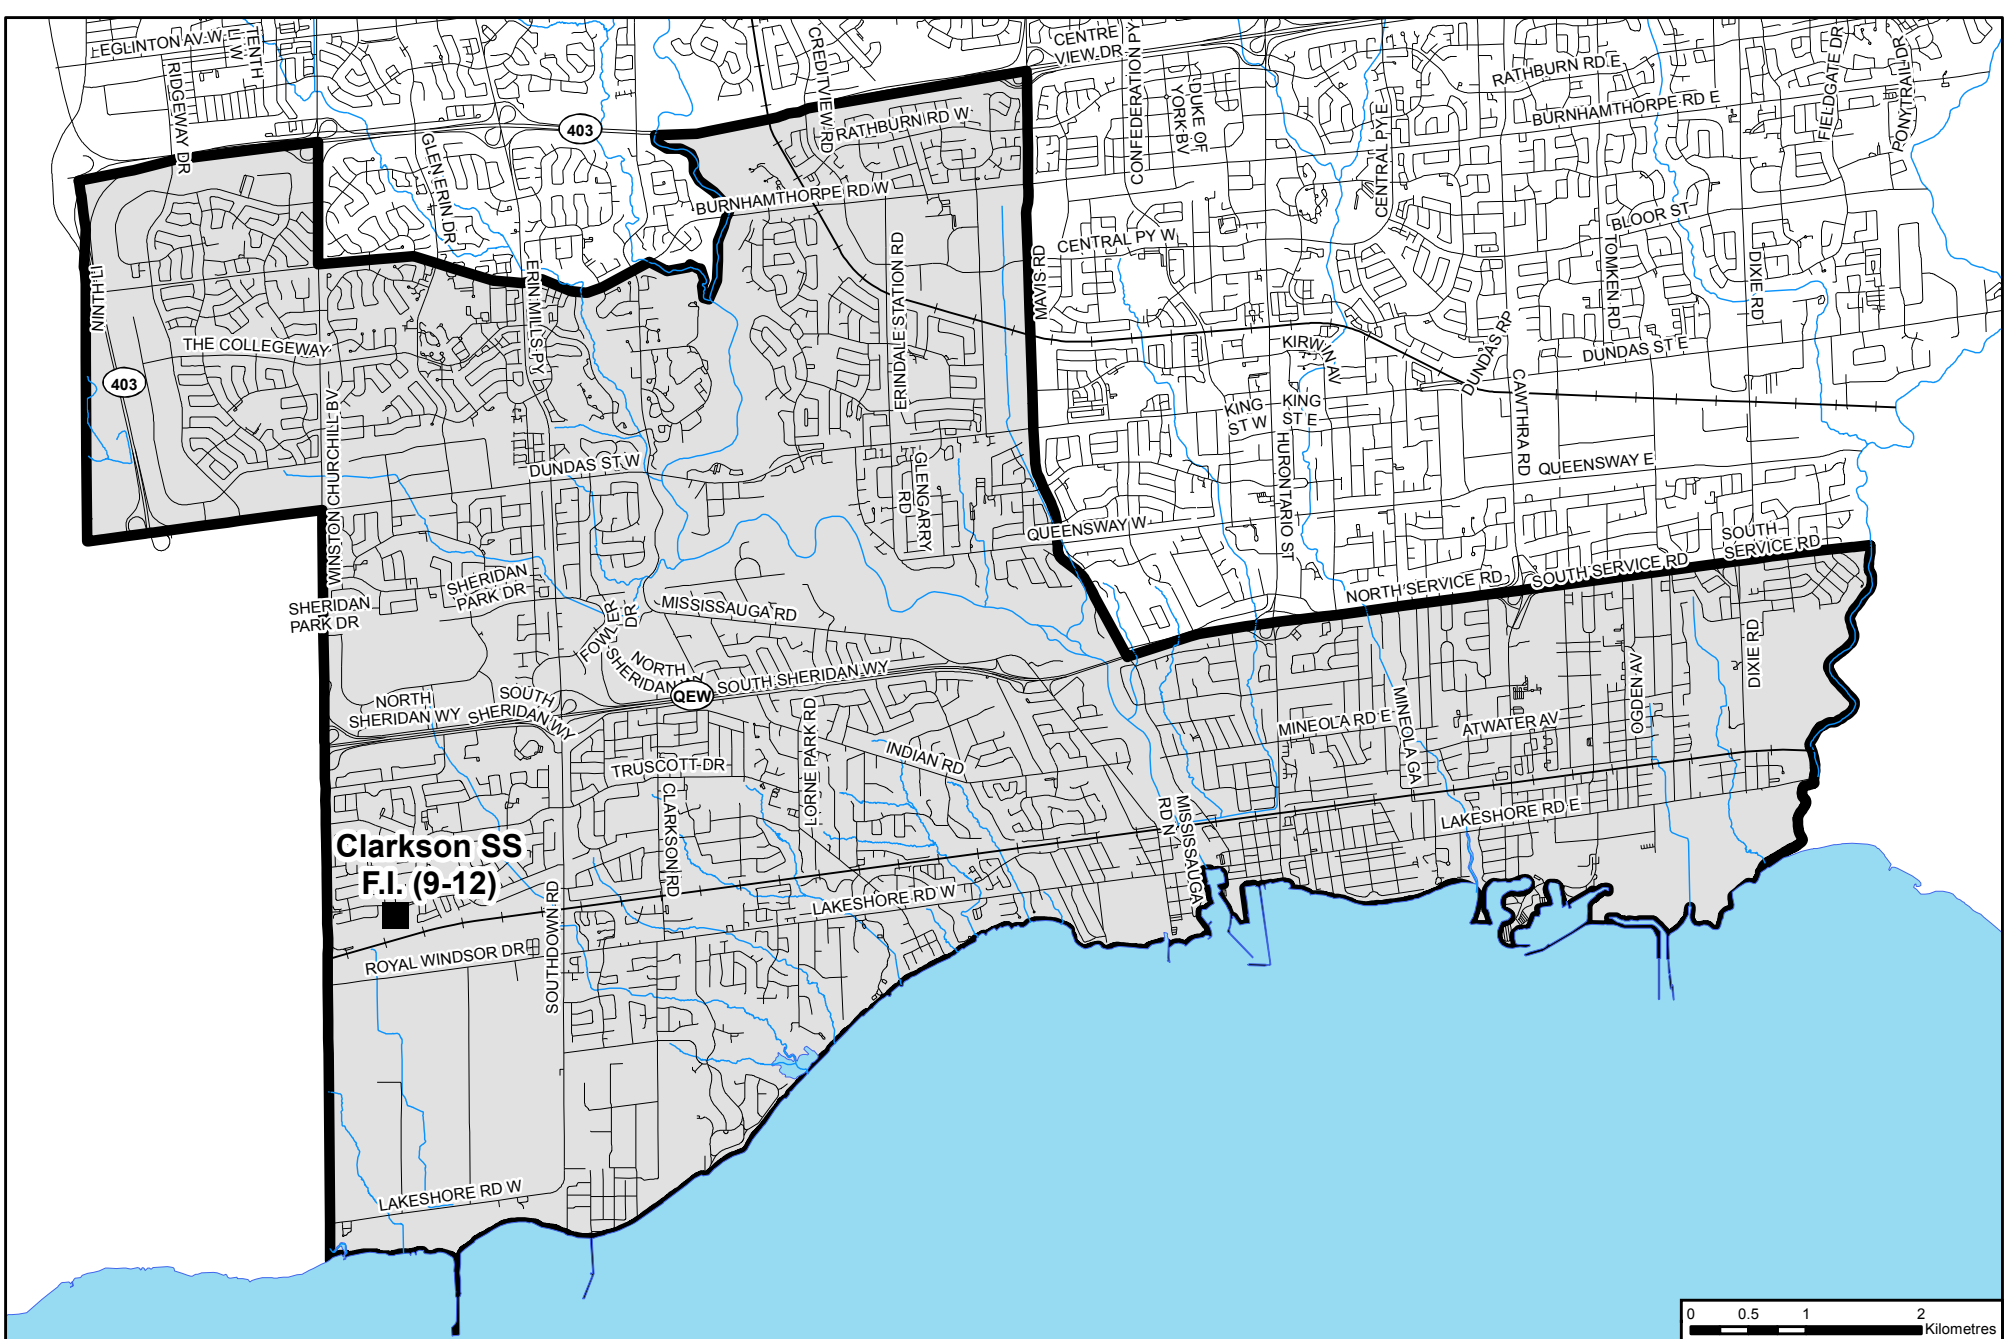 EGLINTON AV W
TENTH
LI W
RIDGEWAY DR
CREDITVIEW RD
CENTRE
VIEW DR
CONFEDERATION PY
DUKE OF
YORK BV
CENTRAL PY E
RATHBURN RD E
BURNHAMTHORPE RD E
FIELDGATE DR
PONYTRAIL DR
403
GLEN ERIN DR
RATHBURN RD W
BURNHAMTHORPE RD W
NINTH LI
ERIN MILLS PY
ERINDALE STATION RD
MAVIS RD
CENTRAL PY W
BLOOR ST
TOMKEN RD
DIXIE RD
THE COLLEGEWAY
403
KIRWIN AV
DUNDAS RP
DUNDAS ST E
WINSTON CHURCHILL BV
KING
ST W
KING
ST E
CAWTHRA RD
HURONTARIO ST
DUNDAS ST W
GLENGARRY
RD
QUEENSWAY E
QUEENSWAY W
SOUTH
SERVICE RD
SOUTH SERVICE RD
NORTH SERVICE RD
SHERIDAN
PARK DR
SHERIDAN
PARK DR
FOWLER
DR
MISSISSAUGA RD
NORTH
SHERIDAN WY
QEW
SOUTH SHERIDAN WY
NORTH
SHERIDAN WY
SOUTH
SHERIDAN WY
LORNE PARK RD
INDIAN RD
TRUSCOTT DR
CLARKSON RD
MINEOLA RD E
MINEOLA GA
ATWATER AV
OGDEN AV
DIXIE RD
MISSISSAUGA
RD N
LAKESHORE RD E
Clarkson SS
F.I. (9-12)
SOUTHDOWN RD
LAKESHORE RD W
ROYAL WINDSOR DR
LAKESHORE RD W
0 0.5 1 2
Kilometres